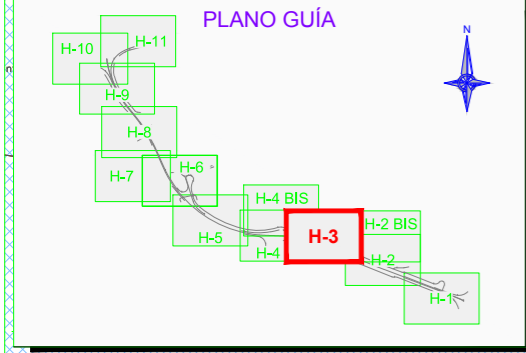 PLANO GUÍA
N
H-11
H-10
H-9
H-8
H-6
H-7
H-4 BIS
H-2 BIS
H-3
H-5
H-4
H-2
H-1